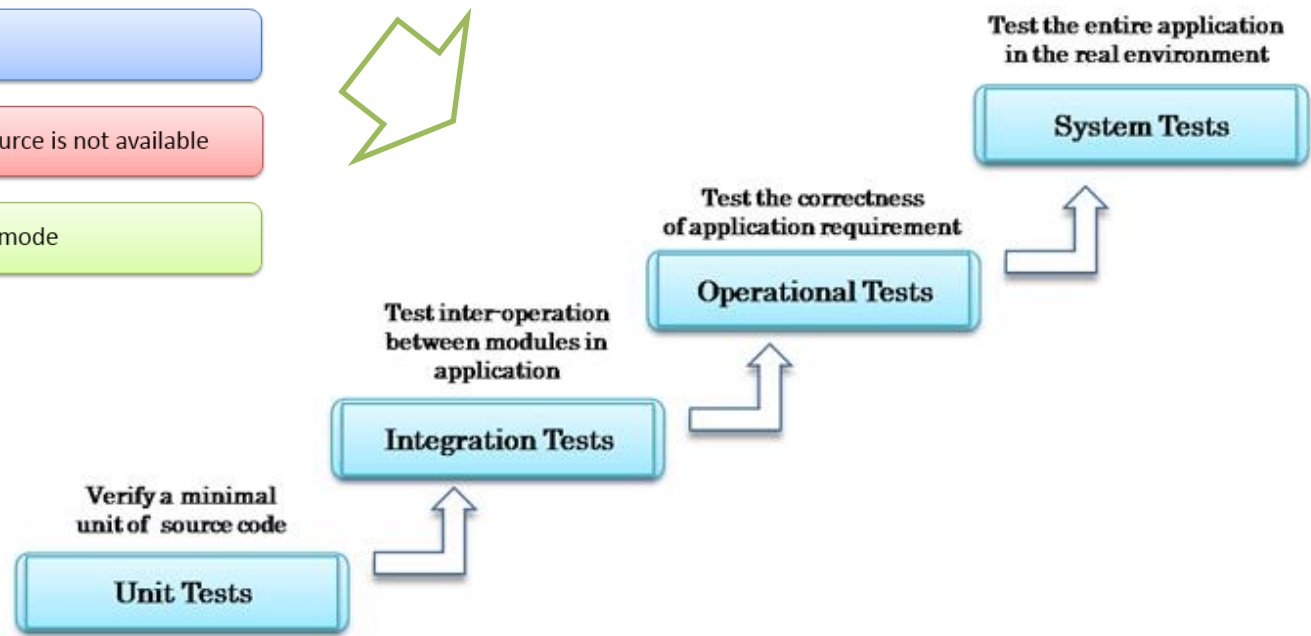 urce is not available
mode
Test the entire application
in the real environment
System Tests
Test the correctness
of application requirement
Operational Tests
Test inter-operation
between modules in
application
Integration Tests
Verify a minimal
unit of source code
Unit Tests